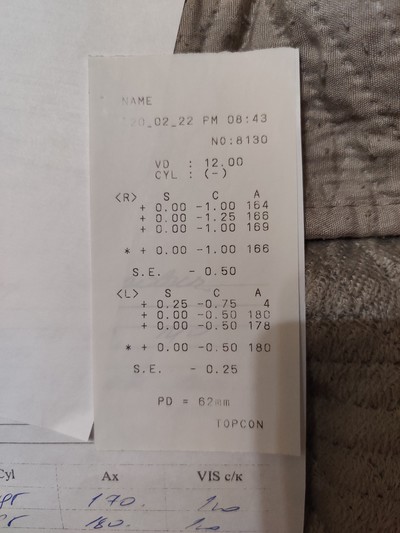 NAME
20_02_22 PM 08:43
NO:8130
VD : 12.00
CYL : (-)
<R> S C A
+ 0.00 -1.00 164
+ 0.00 -1.25 166
+ 0.00 -1.00 169
* + 0.00 -1.00 166
S.E. - 0.50
<L> S C A
+ 0.25 -0.75 4
+ 0.00 -0.50 180
+ 0.00 -0.50 178
* + 0.00 -0.50 180
S.E. - 0.25
PD = 62mm
TOPCON
Cyl Ax VIS с/к
170.
180.